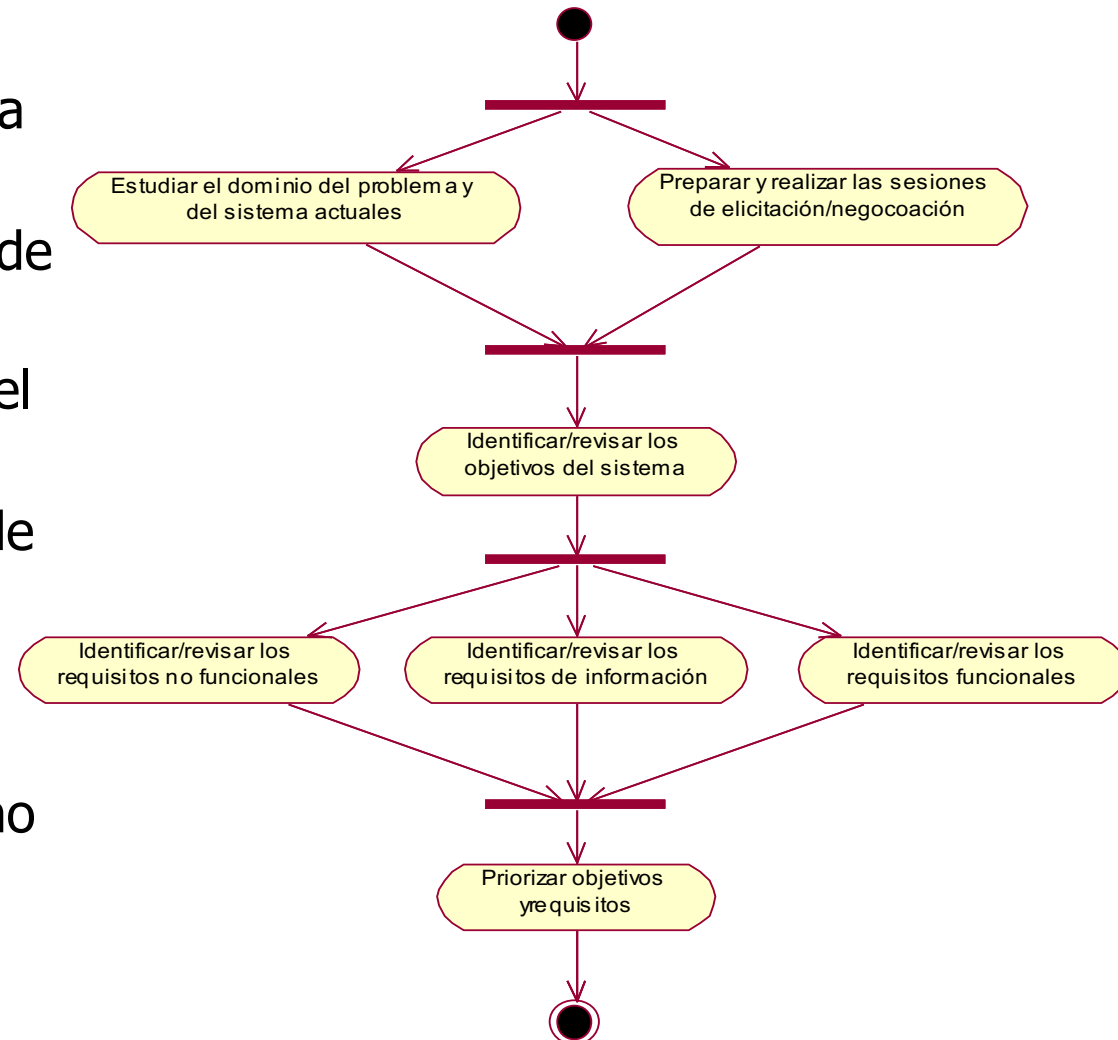 a
Estudiar el dominio del problema y
del sistema actuales
Preparar y realizar las sesiones
de elicitación/negocoación
de
el
Identificar/revisar los
objetivos del sistema
de
Identificar/revisar los
requisitos no funcionales
Identificar/revisar los
requisitos de información
Identificar/revisar los
requisitos funcionales
no
Priorizar objetivos
yrequisitos